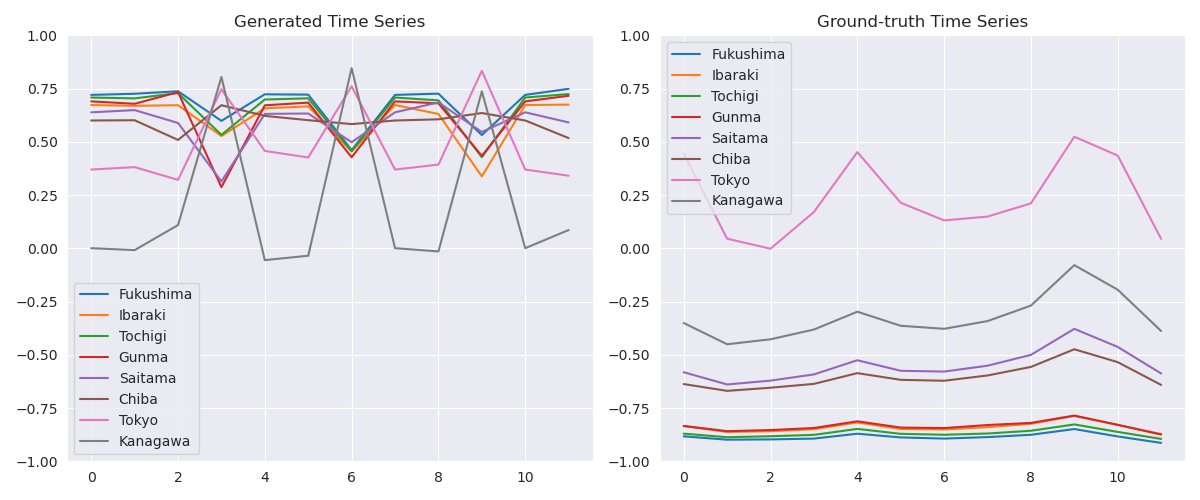 Generated Time Series
1.00
0.75
0.50
0.25
0.00
−0.25
−0.50
−0.75
−1.00
0 2 4 6 8 10
Fukushima
Ibaraki
Tochigi
Gunma
Saitama
Chiba
Tokyo
Kanagawa
Ground-truth Time Series
1.00
0.75
0.50
0.25
0.00
−0.25
−0.50
−0.75
−1.00
0 2 4 6 8 10
Fukushima
Ibaraki
Tochigi
Gunma
Saitama
Chiba
Tokyo
Kanagawa